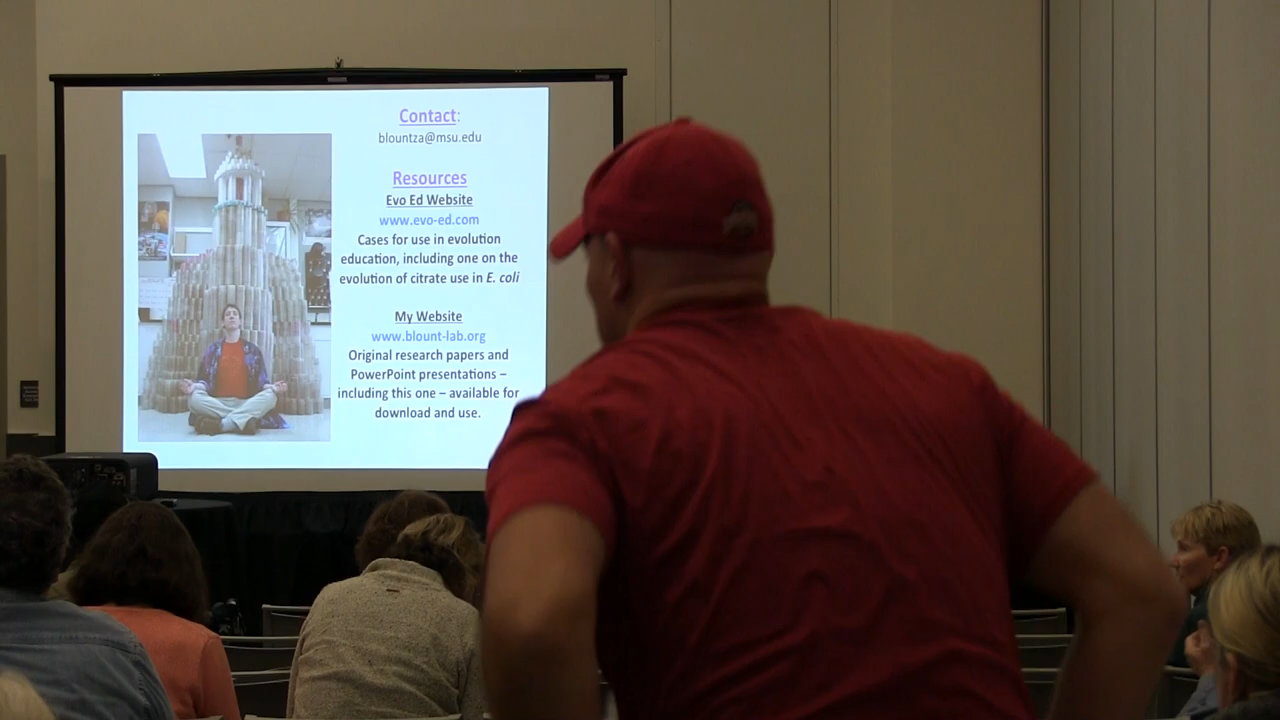 Contact:
blountza@msu.edu
Resources
Evo Ed Website
www.evo-ed.com
Cases for use in evolution
education, including one on the
evolution of citrate use in E. coli
My Website
www.blount-lab.org
Original research papers and
PowerPoint presentations –
including this one – available for
download and use.